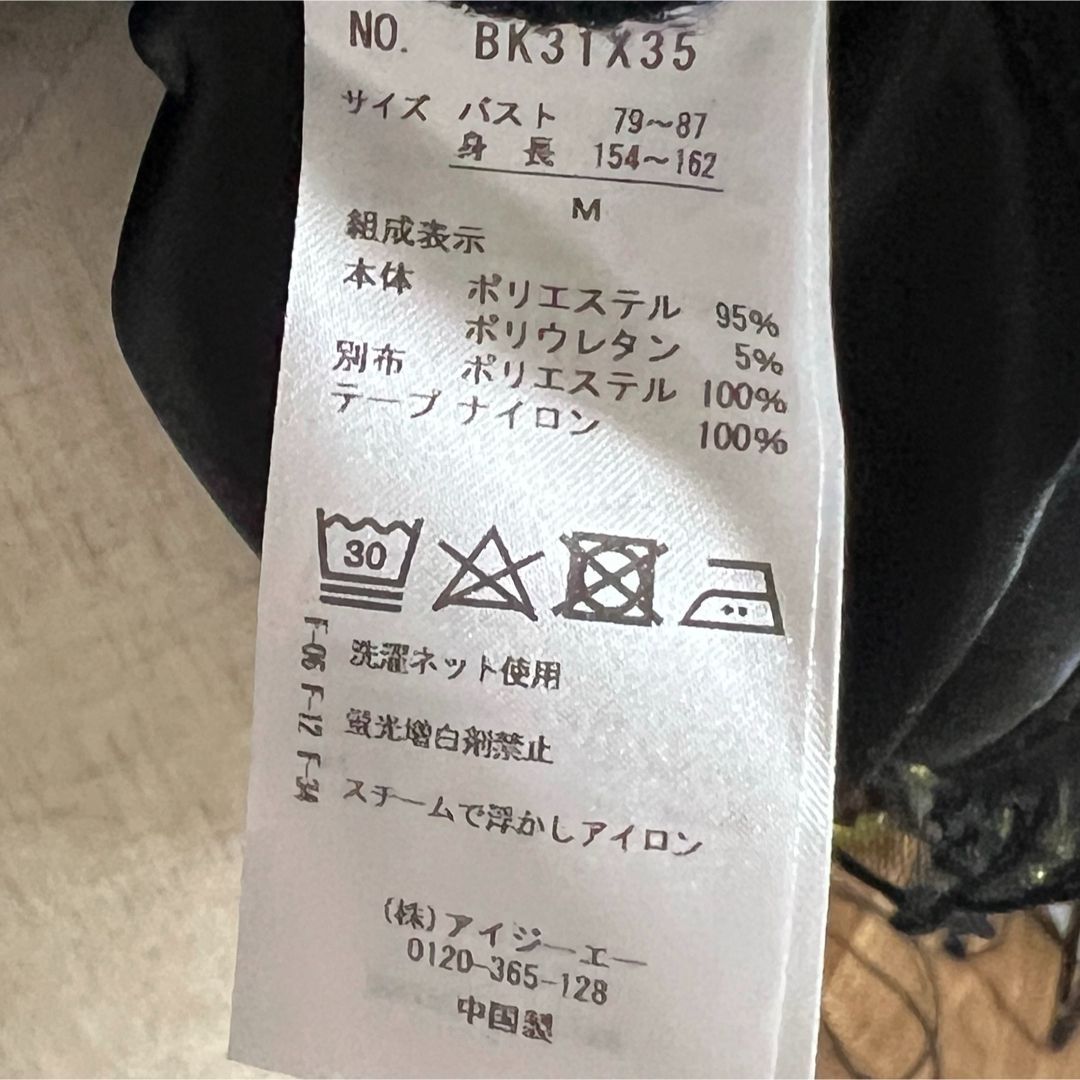 NO. BK31X35
サイズ バスト 79~87
身 長 154~162
M
組成表示
本体 ポリエステル 95%
ポリウレタン 5%
別布 ポリエステル 100%
テープ ナイロン 100%
30
F-06 F-12 F-34
洗濯ネット使用
蛍光増白剤禁止
スチームで浮かしアイロン
(株)アイジーエー
0120-365-128
中国製